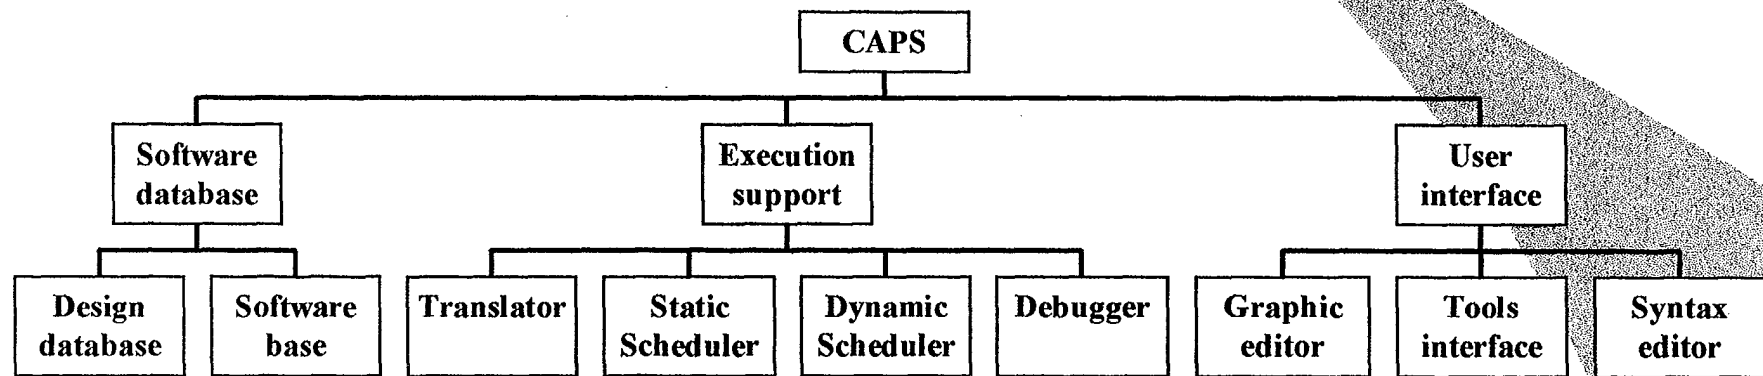 CAPS
Software
database
Execution
support
User
interface
Design
database
Software
base
Translator
Static
Scheduler
Dynamic
Scheduler
Debugger
Graphic
editor
Tools
interface
Syntax
editor